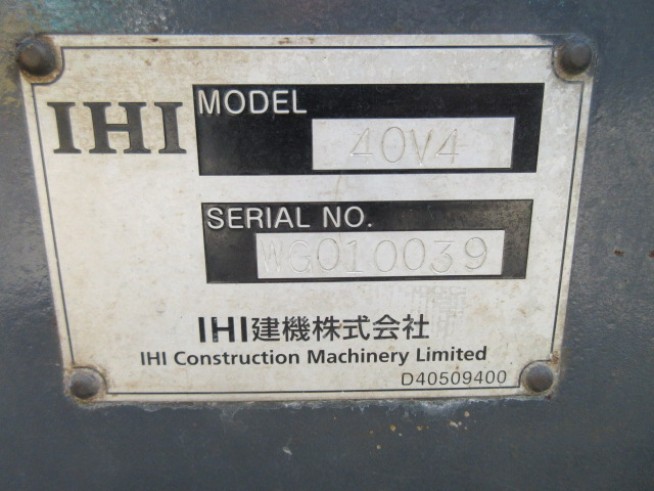 IHI
MODEL
40V4
SERIAL NO.
WG010039
IHI建機株式会社
IHI Construction Machinery Limited
D40509400